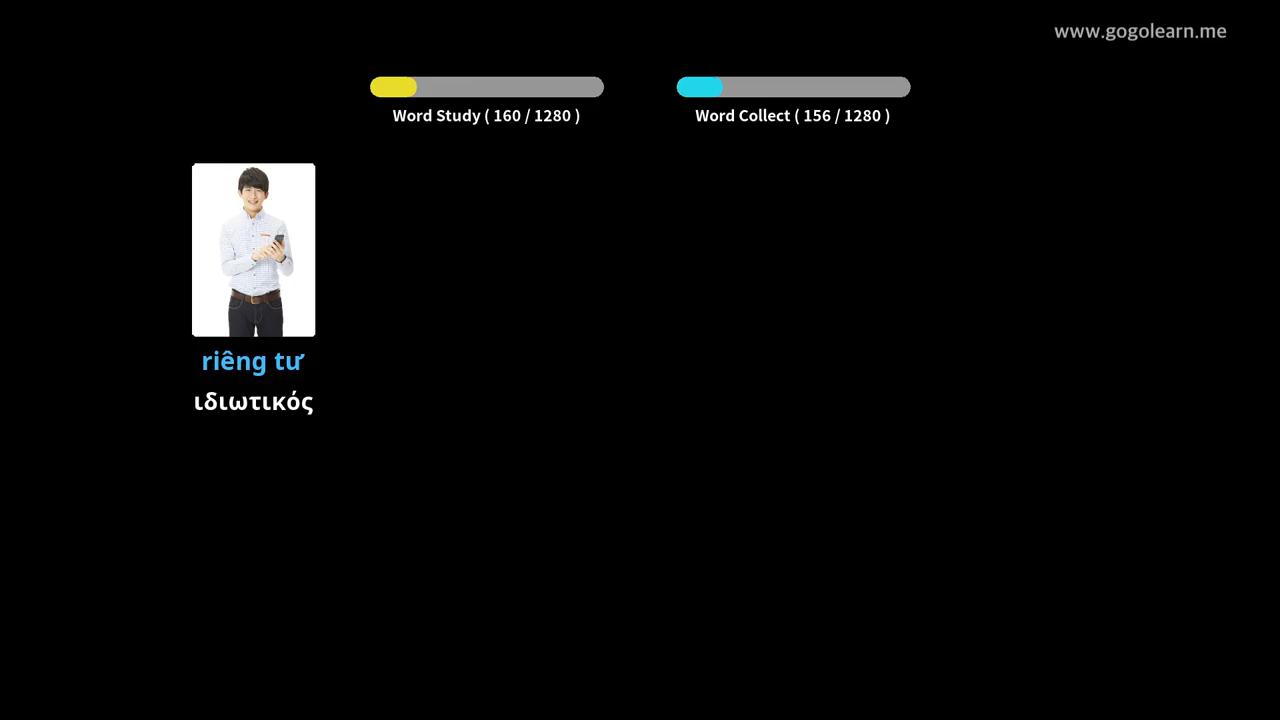 www.gogolearn.me
Word Study ( 160 / 1280 )
Word Collect ( 156 / 1280 )
riêng tư
ιδιωτικός